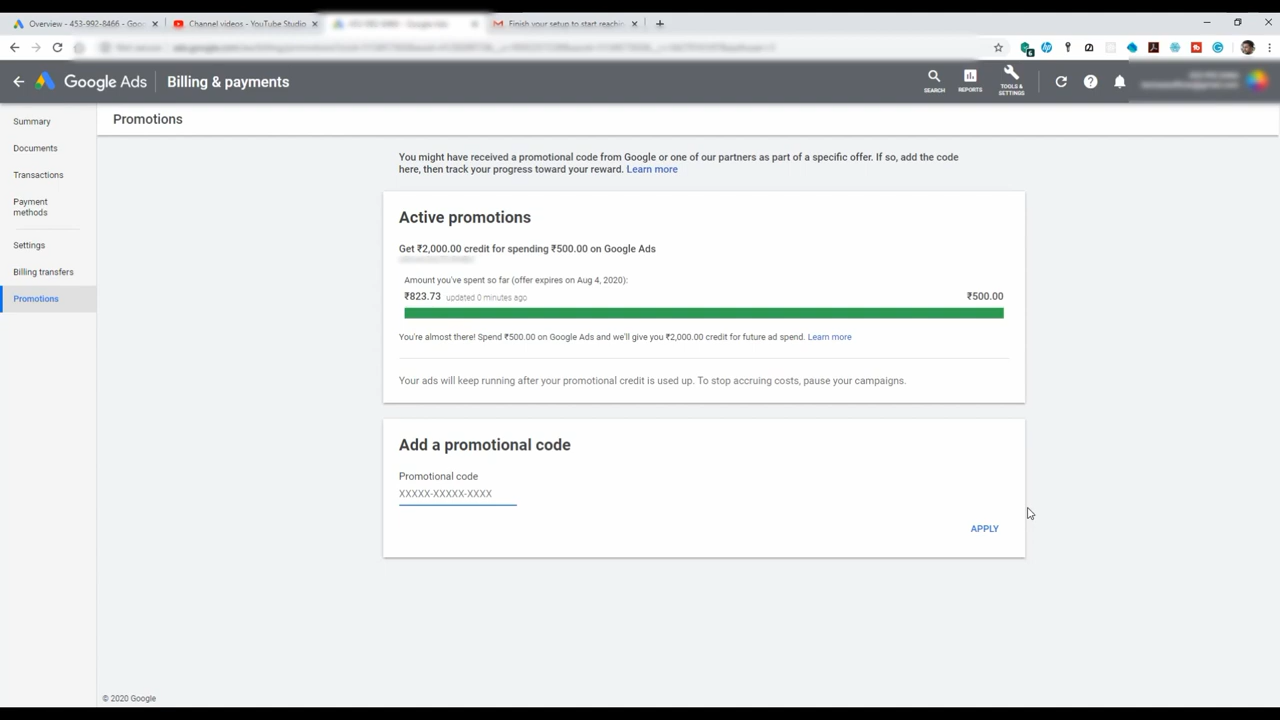 Overview - 453-992-8466 - Goo
Channel videos - YouTube Studio
Finish your setup to start reachin
Google Ads
Billing & payments
SEARCH
REPORTS
TOOLS &
SETTINGS
Summary
Documents
Transactions
Payment
methods
Settings
Billing transfers
Promotions
Promotions
You might have received a promotional code from Google or one of our partners as part of a specific offer. If so, add the code
here, then track your progress toward your reward. Learn more
Active promotions
Get ₹2,000.00 credit for spending ₹500.00 on Google Ads
Amount you've spent so far (offer expires on Aug 4, 2020):
₹823.73 updated 0 minutes ago ₹500.00
You're almost there! Spend ₹500.00 on Google Ads and we'll give you ₹2,000.00 credit for future ad spend. Learn more
Your ads will keep running after your promotional credit is used up. To stop accruing costs, pause your campaigns.
Add a promotional code
Promotional code
XXXXX-XXXXX-XXXX
APPLY
© 2020 Google